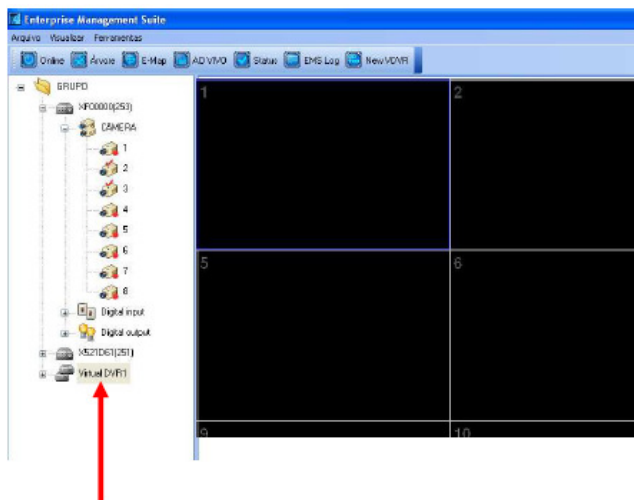 Enterprise Management Suite
Arquivo Visualizar Ferramentas
Online Árvore E-Map AO VIVO Status EMS Log New VDVR
GRUPO
XF00000(253)
CÂMERA
1
2
3
4
5
6
7
8
Digital input
Digital output
X521D61(251)
Virtual DVR1
1 2
5 6
9 10